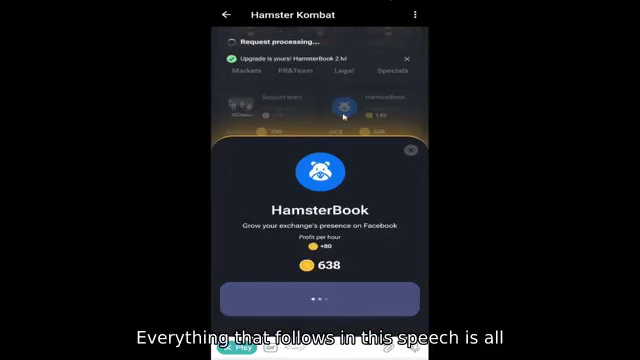 Hamster Kombat
Request processing...
Upgrade is yours! HamsterBook 2 lvl
Markets PR&Team Legal Specials
Support team HamsterBook
HamsterBook
Grow your exchange's presence on Facebook
Profit per hour
+80
638
Play
Everything that follows in this speech is all